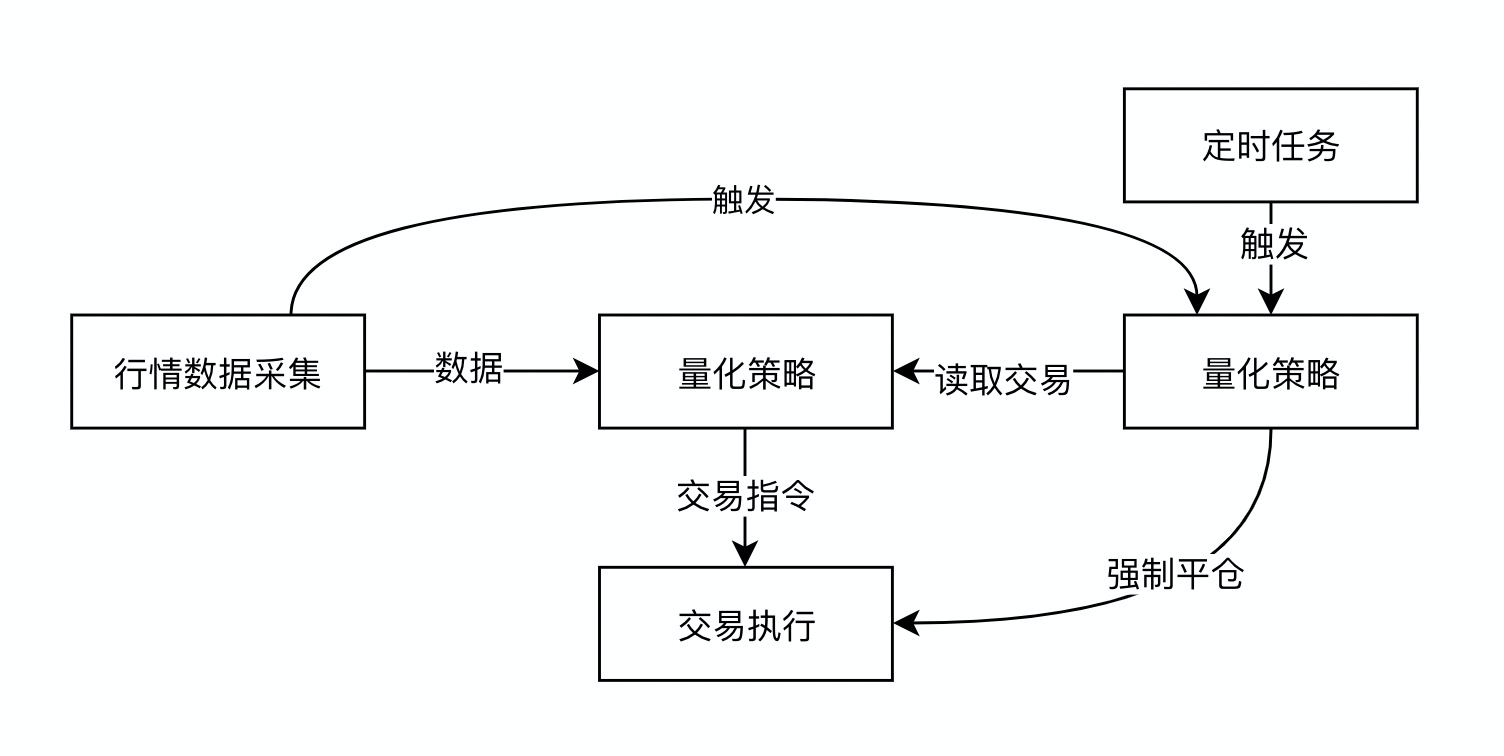 定时任务
触发
触发
行情数据采集
数据
量化策略
读取交易
量化策略
交易指令
强制平仓
交易执行